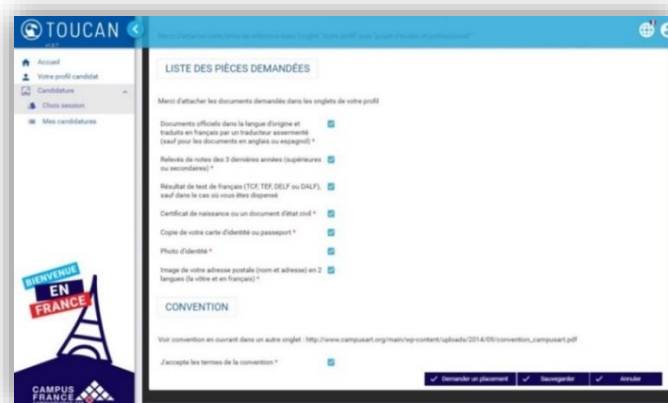 TOUCAN
Accueil
Votre profil candidat
Candidature
Choix session
Mes candidatures
LISTE DES PIÈCES DEMANDÉES
Merci d'attacher les documents demandés dans les onglets de votre profil
Documents officiels dans la langue d'origine et
traduits en français par un traducteur assermenté
(sauf pour les documents en anglais ou espagnol) *
Relevés de notes des 3 dernières années (supérieures
ou secondaires) *
Résultat de test de français (TCF, TEF, DELF ou DALF),
sauf dans le cas où vous êtes dispensé
Certificat de naissance ou un document d'état civil *
Copie de votre carte d'identité ou passeport *
Photo d'identité *
Image de votre adresse postale (nom et adresse) en 2
langues (la vôtre et en français) *
CONVENTION
Voir convention en ouvrant dans un autre onglet : http://www.campusart.org/main/wp-content/uploads/2014/09/convention_campusart.pdf
J'accepte les termes de la convention *
Demander un placement
Sauvegarder
Annuler
BIENVENUE
EN
FRANCE
CAMPUS
FRANCE